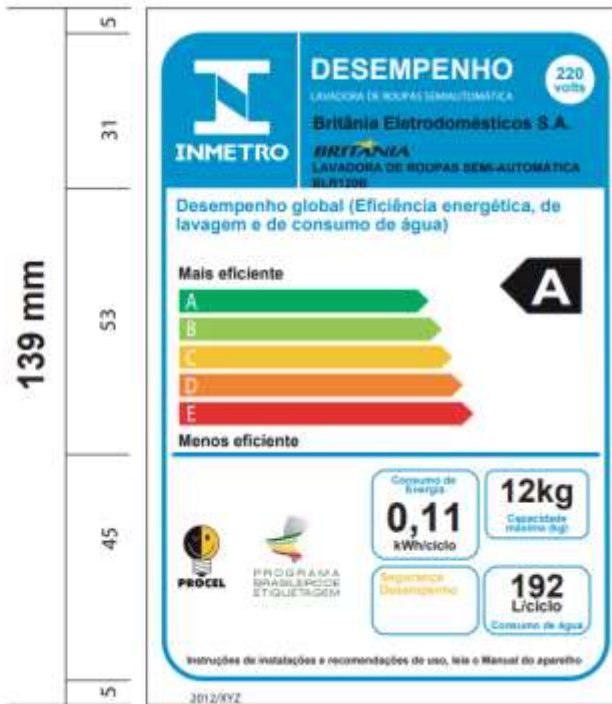 5
31
139 mm
53
45
5
INMETRO
DESEMPENHO
220
volts
LAVADORA DE ROUPAS SEMIAUTOMÁTICA
Britânia Eletrodomésticos S.A.
BRITÂNIA
LAVADORA DE ROUPAS SEMI-AUTOMÁTICA
Desempenho global (Eficiência energética, de
lavagem e de consumo de água)
Mais eficiente
A
A
B
C
D
E
Menos eficiente
PROCEL
PROGRAMA
BRASILEIRO DE
ETIQUETAGEM
Consumo de
Energia
0,11
kWh/ciclo
12kg
Capacidade
máxima (kg)
Segurança
Desempenho
192
L/ciclo
Consumo de água
Instruções de instalações e recomendações de uso, leia o Manual do aparelho
2012/XYZ